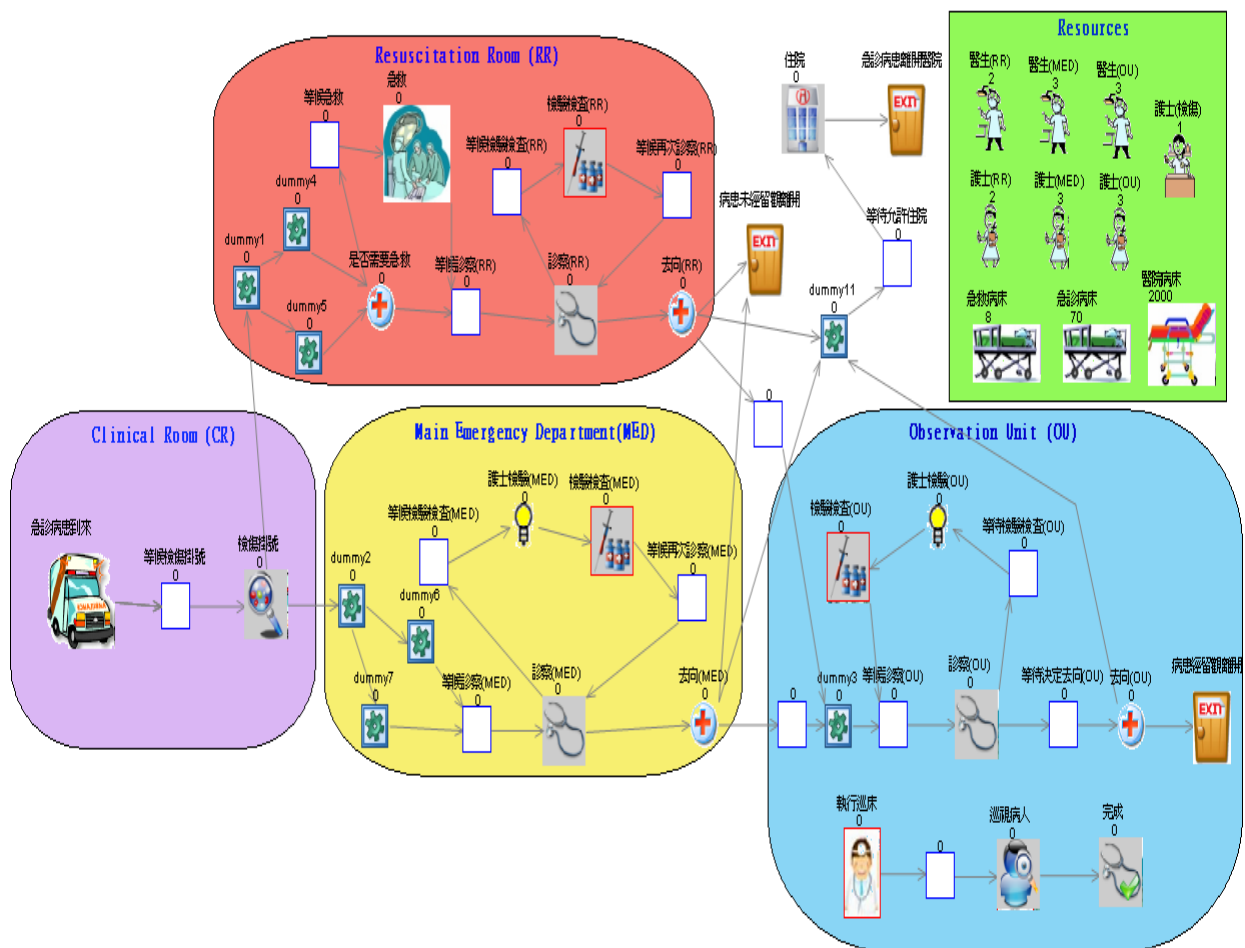 Resuscitation Room (RR)
急救
0
等候急救
0
檢驗檢查(RR)
0
等候檢驗檢查(RR)
0
等候再次診察(RR)
0
dummy4
0
dummy1
0
是否需要急救
0
dummy5
0
等候診察(RR)
0
診察(RR)
0
去向(RR)
0
住院
0
急診病患離開醫院
0
病患未經留觀離開
0
等待允許住院
0
dummy11
0
0
Resources
醫生(RR)
2
醫生(MED)
3
醫生(OU)
3
護士(檢傷)
1
護士(RR)
2
護士(MED)
3
護士(OU)
3
急救病床
8
急診病床
70
醫院病床
2000
Clinical Room (CR)
急診病患到來
0
等候檢傷掛號
0
檢傷掛號
0
Main Emergency Department(MED)
護士檢驗(MED)
0
檢驗檢查(MED)
0
等候檢驗檢查(MED)
0
等候再次診察(MED)
0
dummy2
0
dummy6
0
dummy7
0
等候診察(MED)
0
診察(MED)
0
去向(MED)
0
Observation Unit (OU)
護士檢驗(OU)
0
檢驗檢查(OU)
0
等待檢驗檢查(OU)
0
0
dummy3
0
等候診察(OU)
0
診察(OU)
0
等待決定去向(OU)
0
去向(OU)
0
病患經留觀離開
0
執行巡床
0
0
巡視病人
0
完成
0